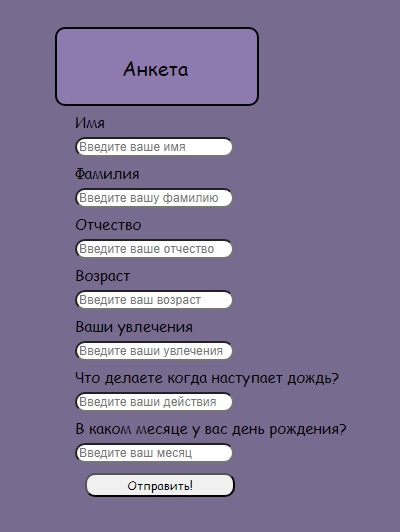 Анкета
Имя
Введите ваше имя
Фамилия
Введите вашу фамилию
Отчество
Введите ваше отчество
Возраст
Введите ваш возраст
Ваши увлечения
Введите ваши увлечения
Что делаете когда наступает дождь?
Введите ваши действия
В каком месяце у вас день рождения?
Введите ваш месяц
Отправить!